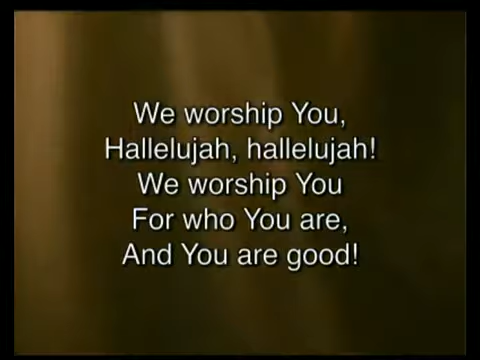 We worship You,
Hallelujah, hallelujah!
We worship You
For who You are,
And You are good!